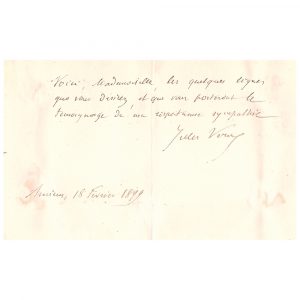 Voici, Mademoiselle, les quelques lignes
que vous désirez, et que vous porteront le
témoignage de ma respectueuse sympathie
Jules Verne
Amiens, 18 Février 1899